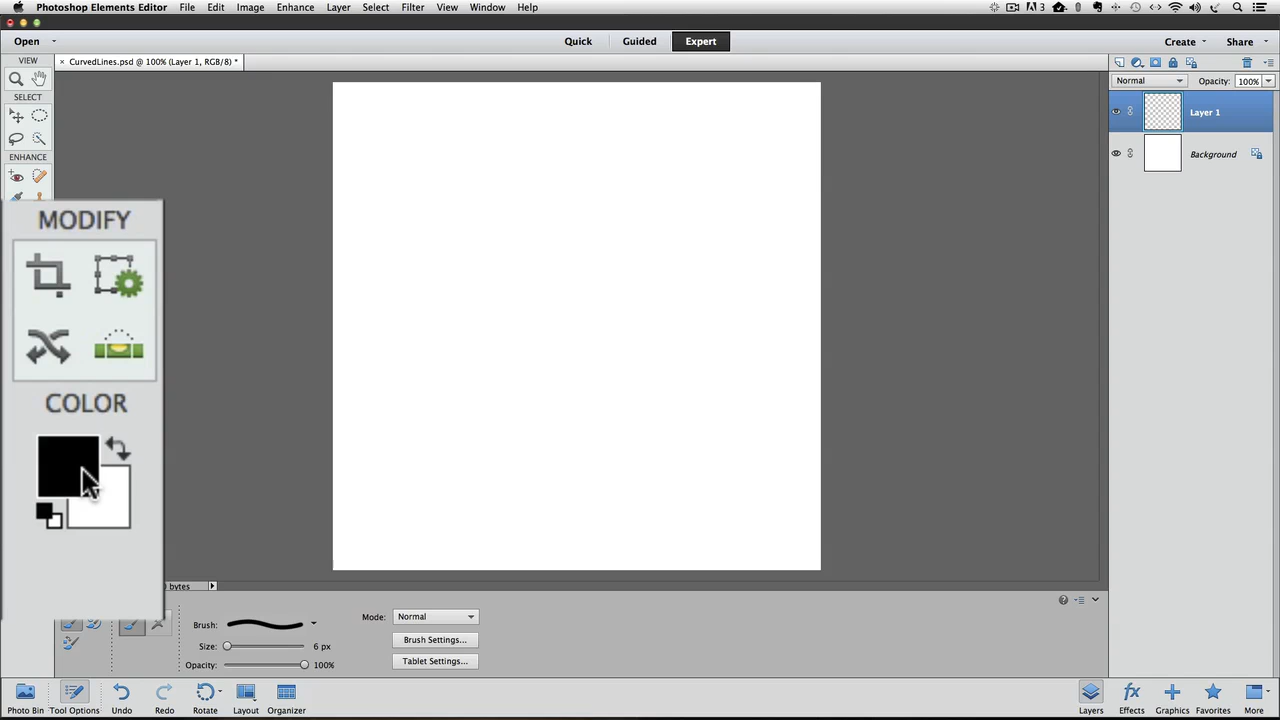 Photoshop Elements Editor File Edit Image Enhance Layer Select Filter View Window Help 3
Open Quick Guided Expert Create Share
VIEW
× CurvedLines.psd @ 100% (Layer 1, RGB/8) *
Normal Opacity: 100%
SELECT
Layer 1
ENHANCE
Background
MODIFY
COLOR
bytes
Brush: Mode: Normal
Size: 6 px Brush Settings...
Opacity: 100% Tablet Settings...
Photo Bin Tool Options Undo Redo Rotate Layout Organizer Layers Effects Graphics Favorites More